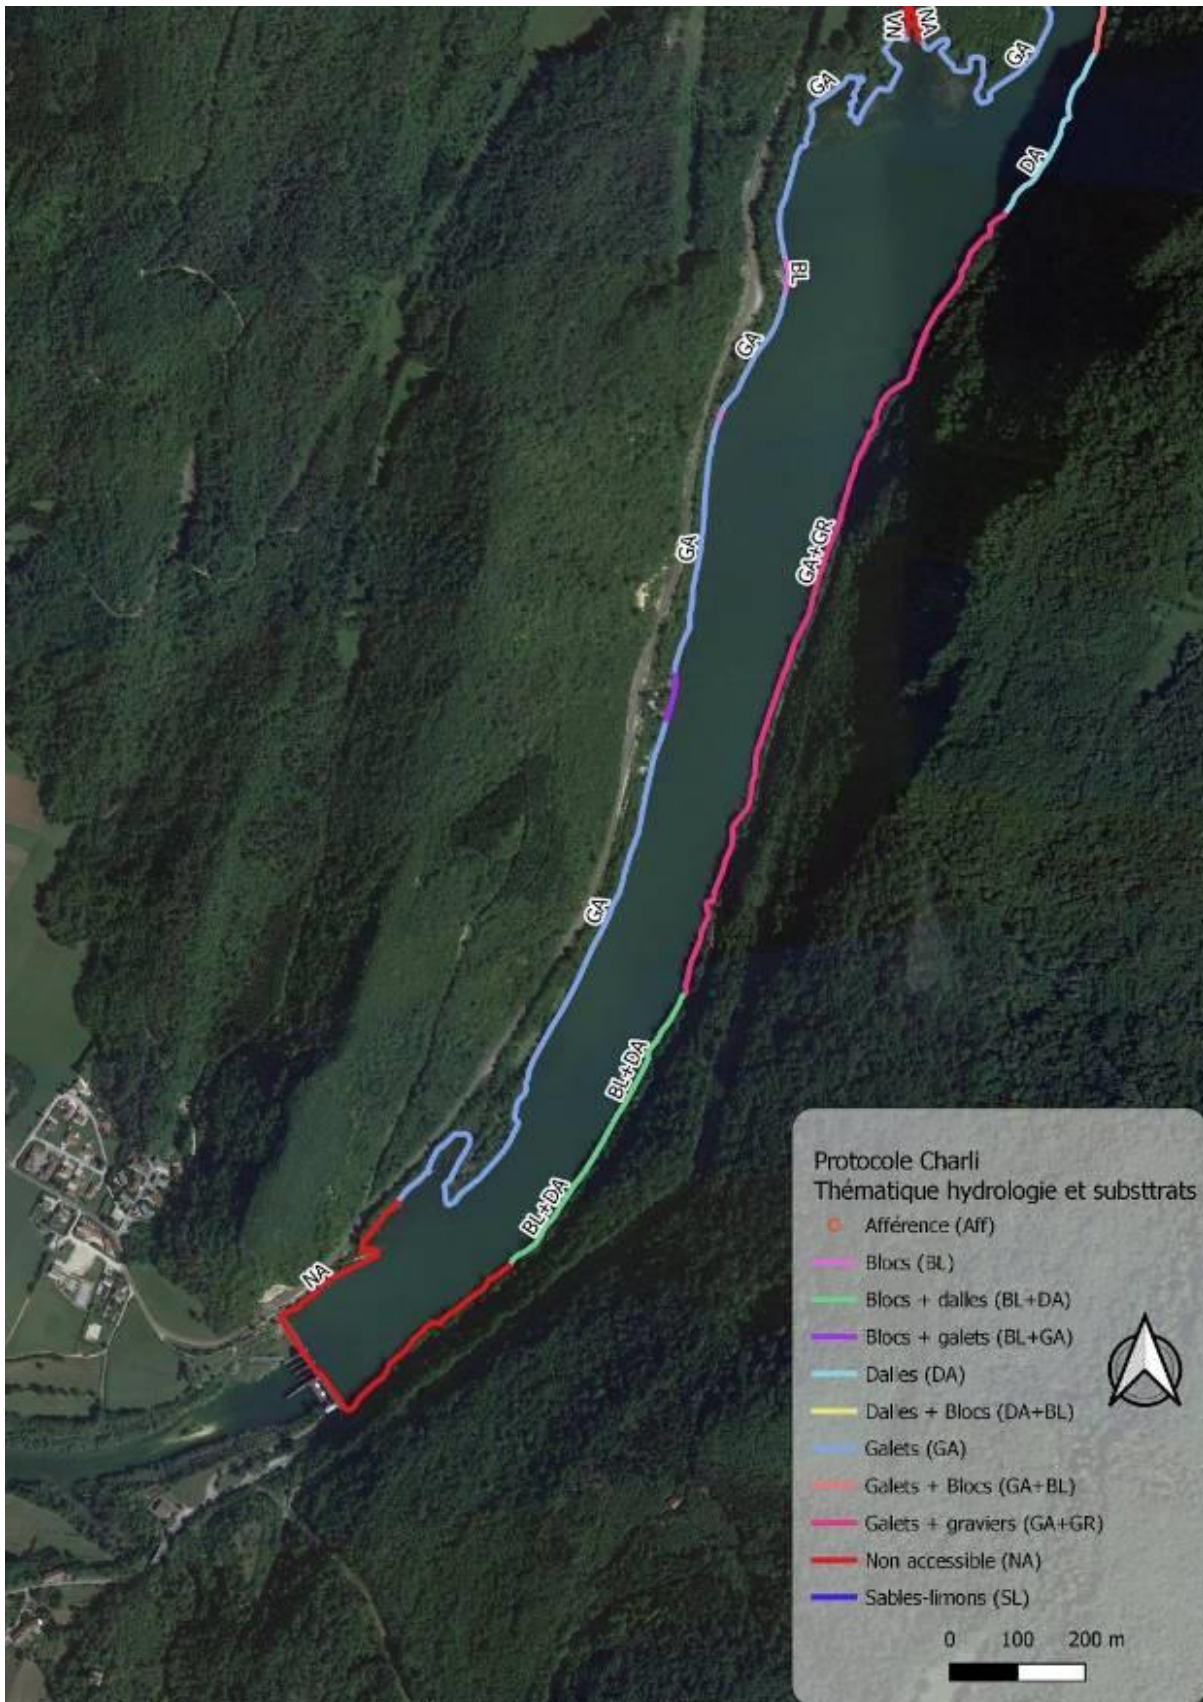 NA
NA
GA
GA
DA
BL
GA
GA
GA+GR
GA
BL+DA
BL+DA
NA
Protocole Charli
Thématique hydrologie et substtrats
Afférence (Aff)
Blocs (BL)
Blocs + dalles (BL+DA)
Blocs + galets (BL+GA)
Dalles (DA)
Dalles + Blocs (DA+BL)
Galets (GA)
Galets + Blocs (GA+BL)
Galets + graviers (GA+GR)
Non accessible (NA)
Sables-limons (SL)
0 100 200 m